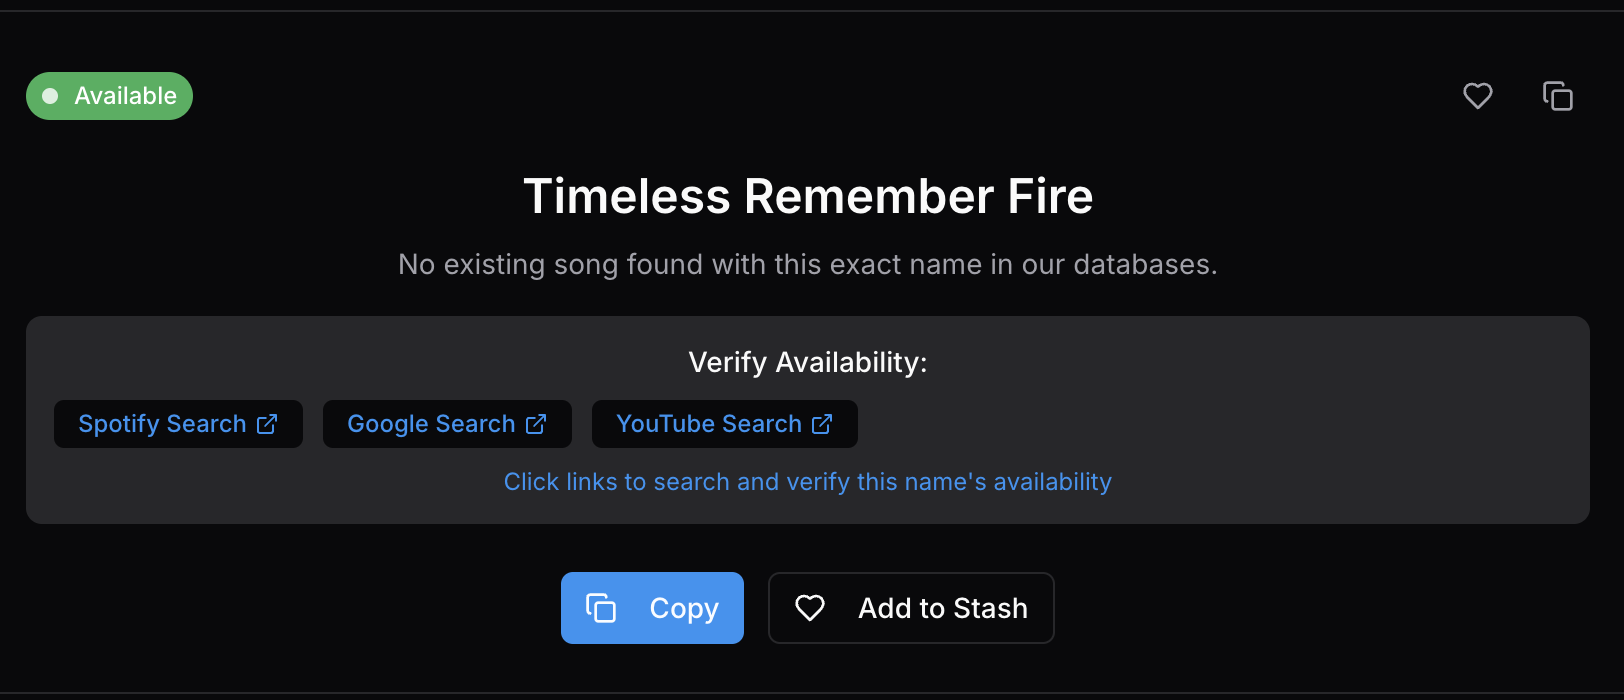 Available
Timeless Remember Fire
No existing song found with this exact name in our databases.
Verify Availability:
Spotify Search
Google Search
YouTube Search
Click links to search and verify this name's availability
Copy
Add to Stash